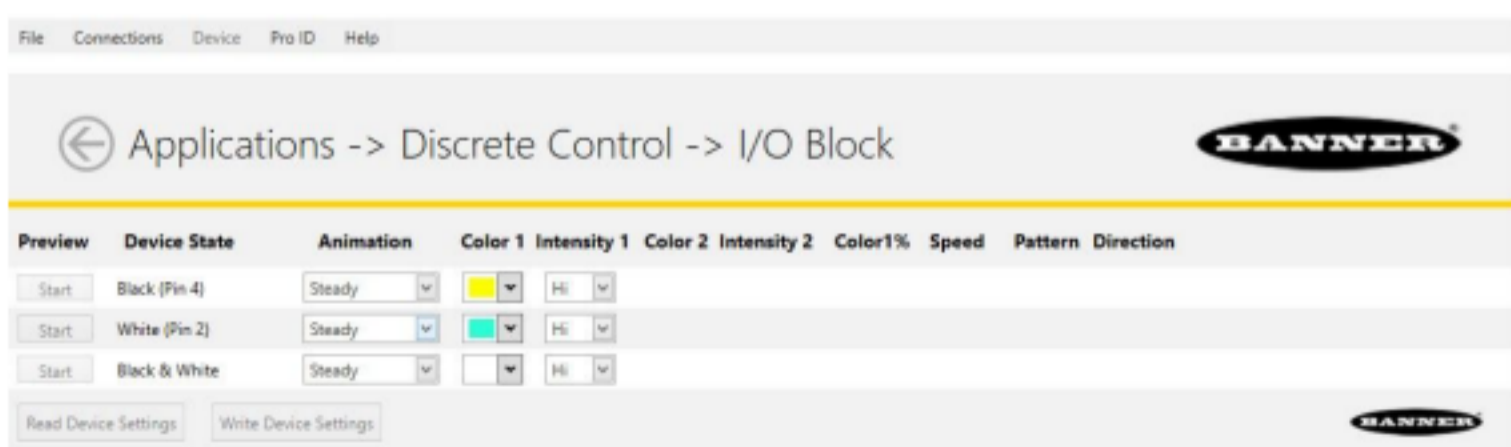 File Connections Device Pro ID Help
Applications -> Discrete Control -> I/O Block
BANNER
Preview Device State Animation Color 1 Intensity 1 Color 2 Intensity 2 Color1% Speed Pattern Direction
Start Black (Pin 4) Steady Hi
Start White (Pin 2) Steady Hi
Start Black & White Steady Hi
Read Device Settings Write Device Settings
BANNER